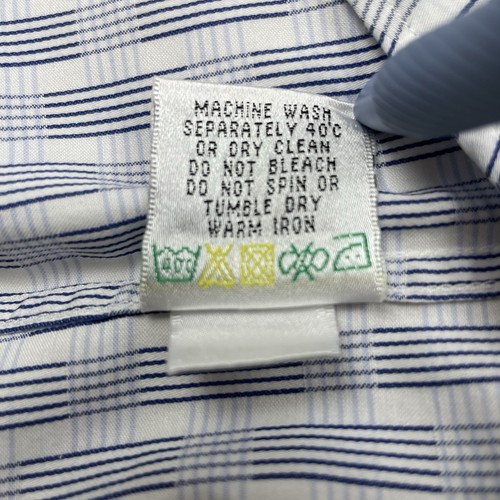 MACHINE WASH
SEPARATELY 40°C
OR DRY CLEAN
DO NOT BLEACH
DO NOT SPIN OR
TUMBLE DRY
WARM IRON